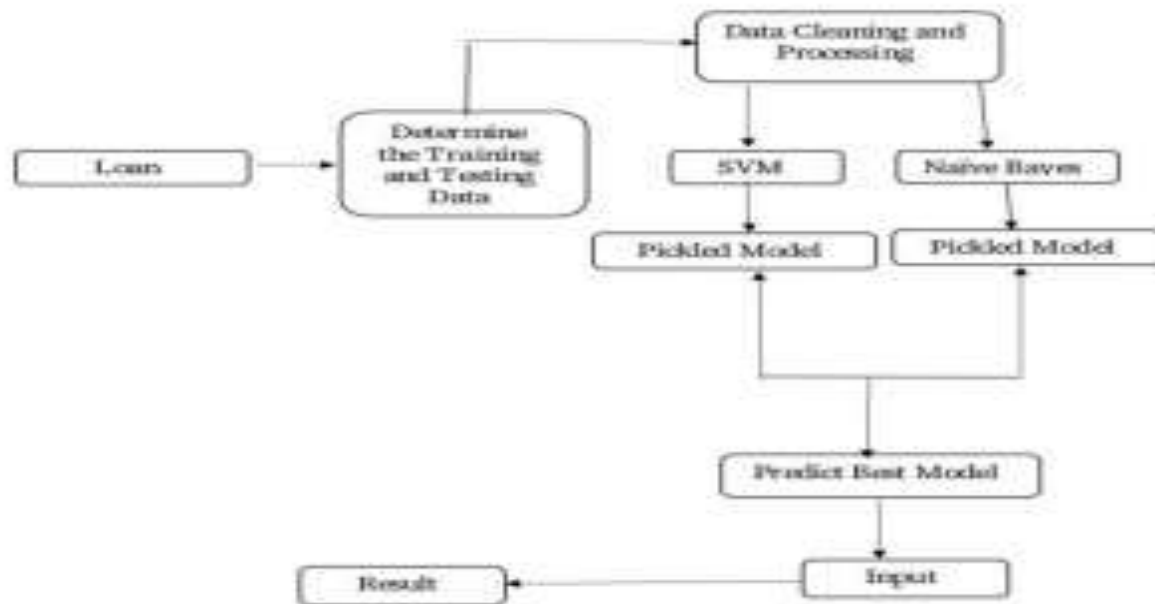 Data Cleaning and
Processing
Determine
the Training
and Testing
Data
Loan
SVM
Naive Bayes
Pickled Model
Pickled Model
Predict Best Model
Input
Result